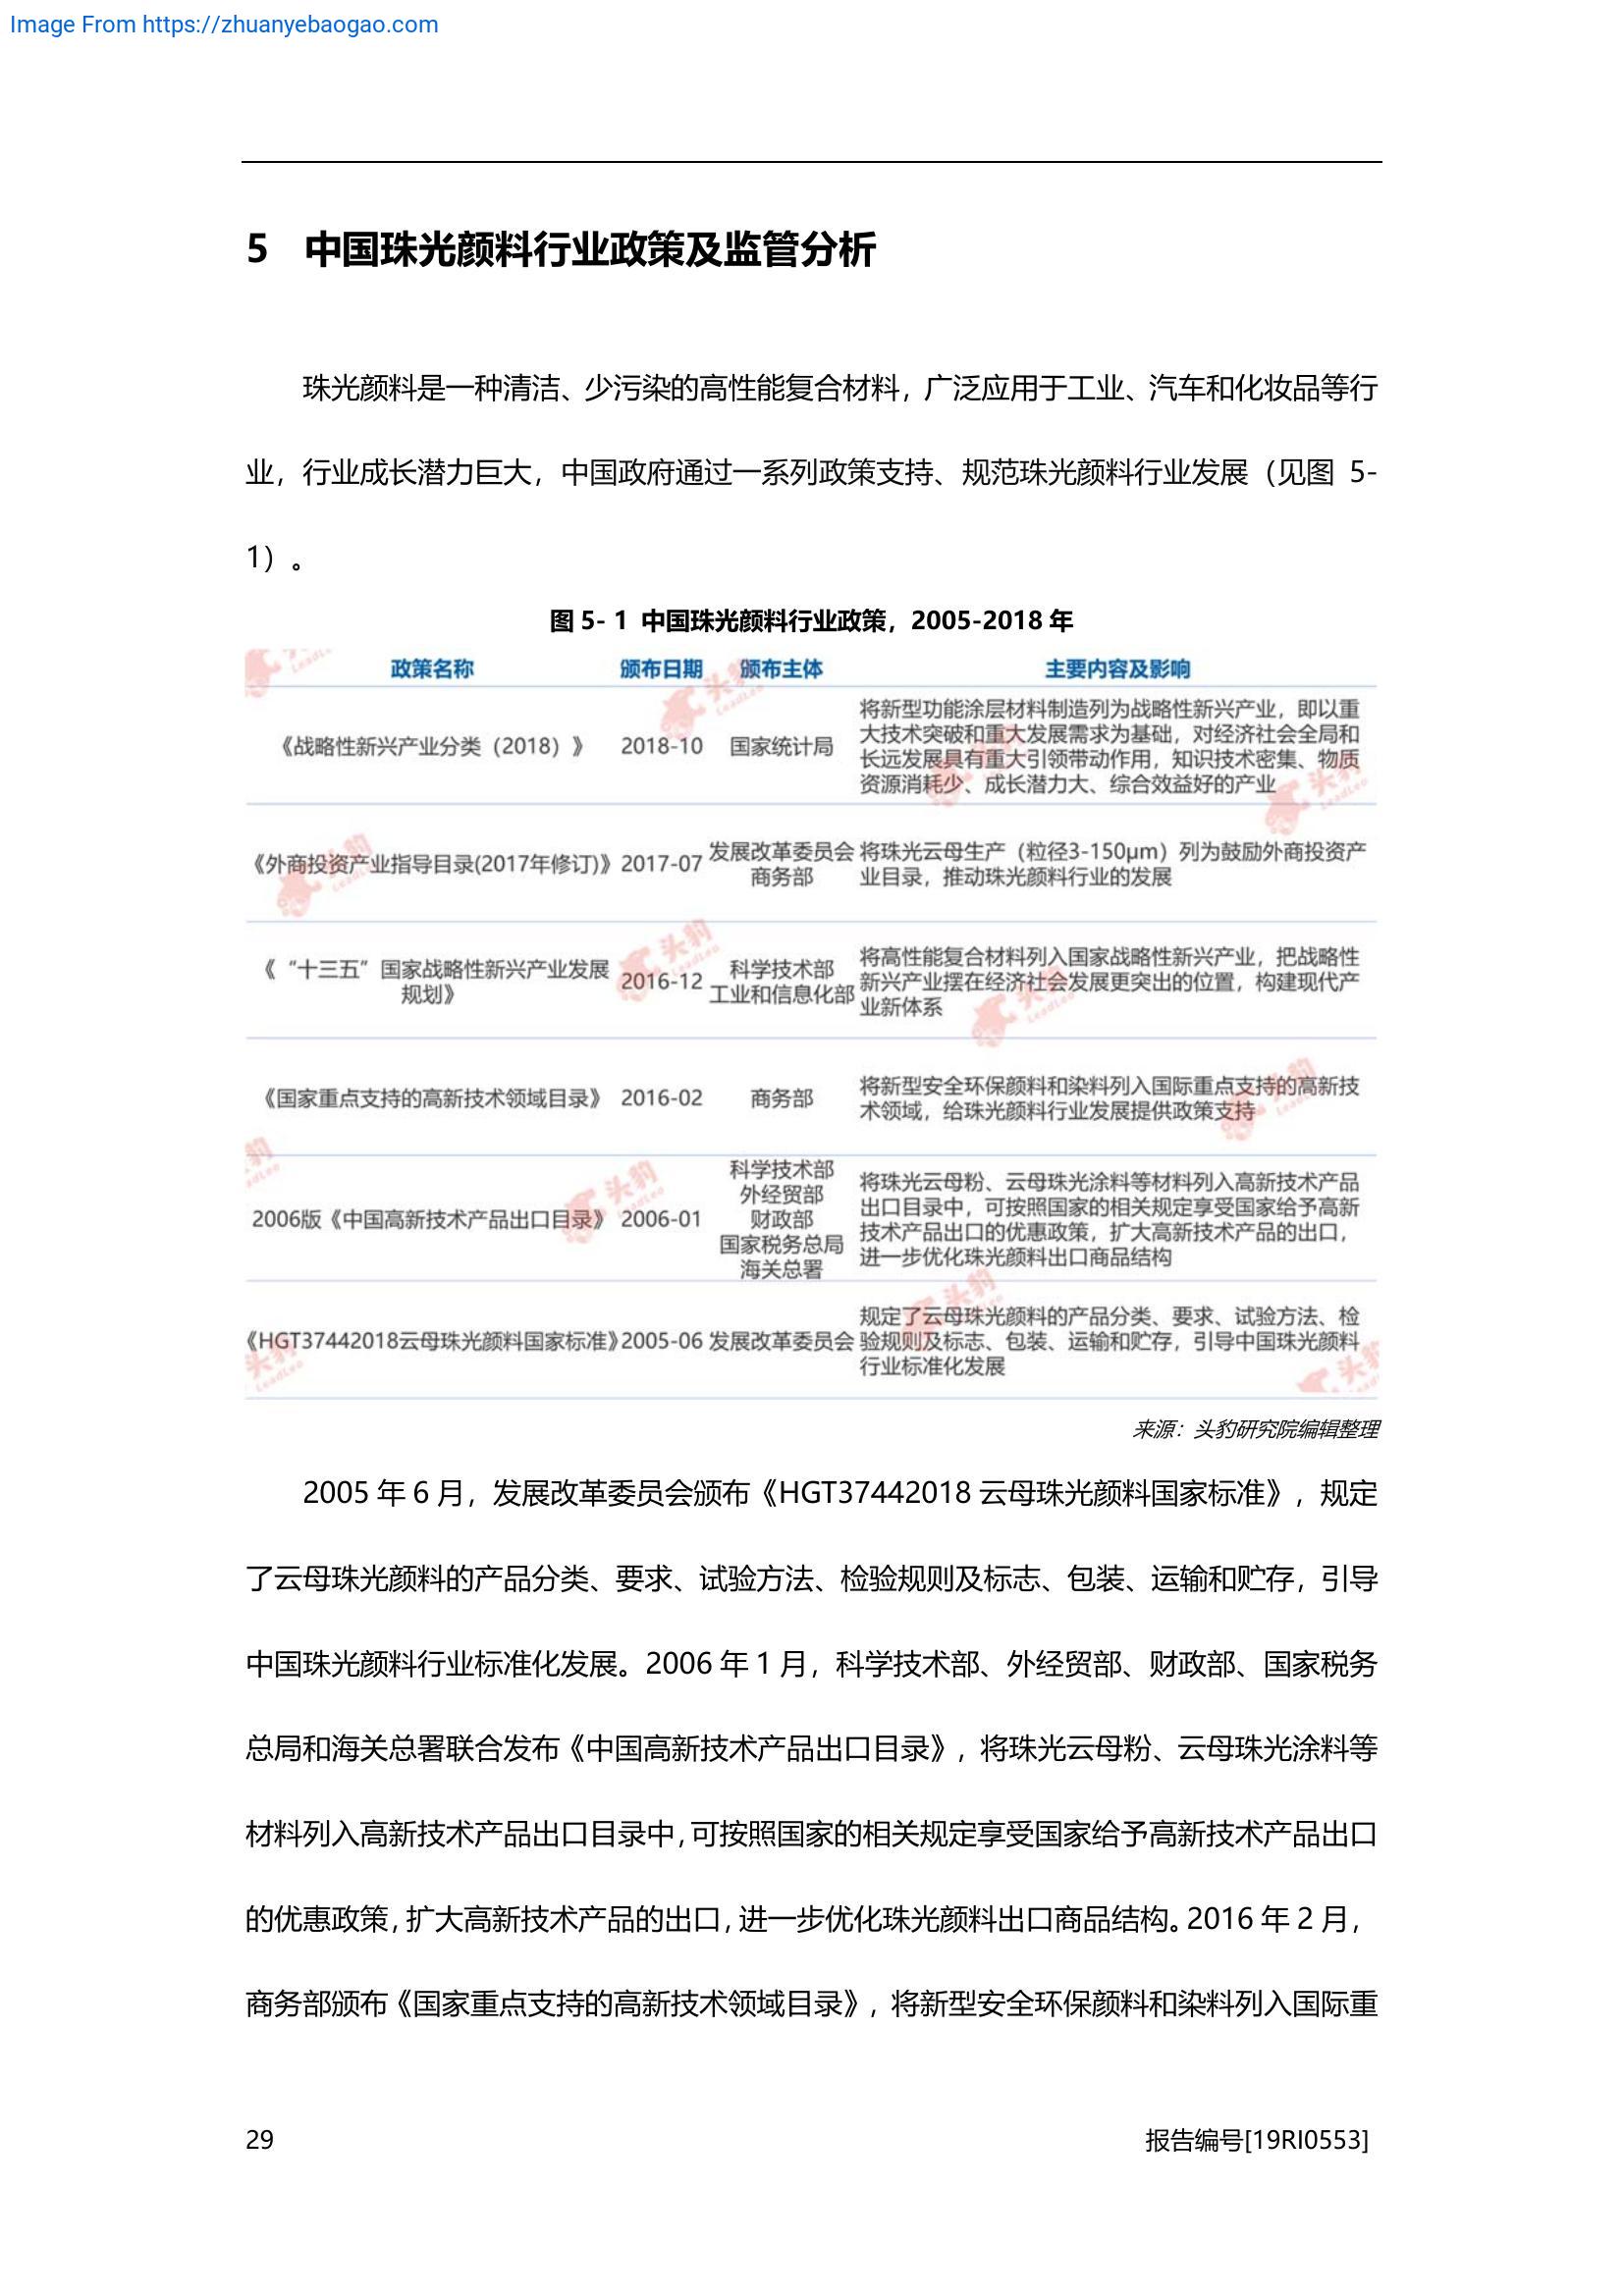 Image From https://zhuanyebaogao.com
5 中国珠光颜料行业政策及监管分析
珠光颜料是一种清洁、少污染的高性能复合材料，广泛应用于工业、汽车和化妆品等行
业，行业成长潜力巨大，中国政府通过一系列政策支持、规范珠光颜料行业发展（见图 5-
1）。
图 5- 1 中国珠光颜料行业政策，2005-2018 年
政策名称 颁布日期 颁布主体 主要内容及影响
《战略性新兴产业分类（2018）》 2018-10 国家统计局
将新型功能涂层材料制造列为战略性新兴产业，即以重
大技术突破和重大发展需求为基础，对经济社会全局和
长远发展具有重大引领带动作用，知识技术密集、物质
资源消耗少、成长潜力大、综合效益好的产业
《外商投资产业指导目录(2017年修订)》 2017-07
发展改革委员会
商务部
将珠光云母生产（粒径3-150μm）列为鼓励外商投资产
业目录，推动珠光颜料行业的发展
《“十三五”国家战略性新兴产业发展
规划》
2016-12
科学技术部
工业和信息化部
将高性能复合材料列入国家战略性新兴产业，把战略性
新兴产业摆在经济社会发展更突出的位置，构建现代产
业新体系
《国家重点支持的高新技术领域目录》 2016-02 商务部
将新型安全环保颜料和染料列入国际重点支持的高新技
术领域，给珠光颜料行业发展提供政策支持
2006版《中国高新技术产品出口目录》 2006-01
科学技术部
外经贸部
财政部
国家税务总局
海关总署
将珠光云母粉、云母珠光涂料等材料列入高新技术产品
出口目录中，可按照国家的相关规定享受国家给予高新
技术产品出口的优惠政策，扩大高新技术产品的出口，
进一步优化珠光颜料出口商品结构
《HGT37442018云母珠光颜料国家标准》 2005-06 发展改革委员会
规定了云母珠光颜料的产品分类、要求、试验方法、检
验规则及标志、包装、运输和贮存，引导中国珠光颜料
行业标准化发展
来源：头豹研究院编辑整理
2005 年 6 月，发展改革委员会颁布《HGT37442018 云母珠光颜料国家标准》，规定
了云母珠光颜料的产品分类、要求、试验方法、检验规则及标志、包装、运输和贮存，引导
中国珠光颜料行业标准化发展。2006 年 1 月，科学技术部、外经贸部、财政部、国家税务
总局和海关总署联合发布《中国高新技术产品出口目录》，将珠光云母粉、云母珠光涂料等
材料列入高新技术产品出口目录中，可按照国家的相关规定享受国家给予高新技术产品出口
的优惠政策，扩大高新技术产品的出口，进一步优化珠光颜料出口商品结构。2016 年 2 月，
商务部颁布《国家重点支持的高新技术领域目录》，将新型安全环保颜料和染料列入国际重
29 报告编号[19RI0553]